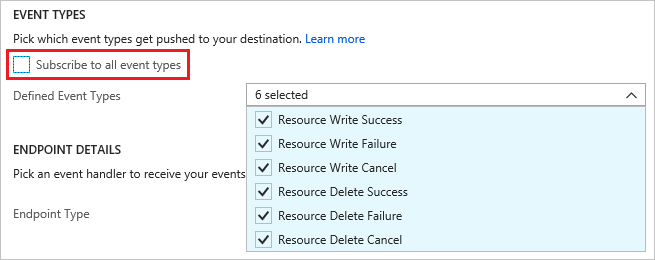 EVENT TYPES
Pick which event types get pushed to your destination. Learn more
Subscribe to all event types
Defined Event Types
6 selected
Resource Write Success
Resource Write Failure
Resource Write Cancel
Resource Delete Success
Resource Delete Failure
Resource Delete Cancel
ENDPOINT DETAILS
Pick an event handler to receive your events
Endpoint Type